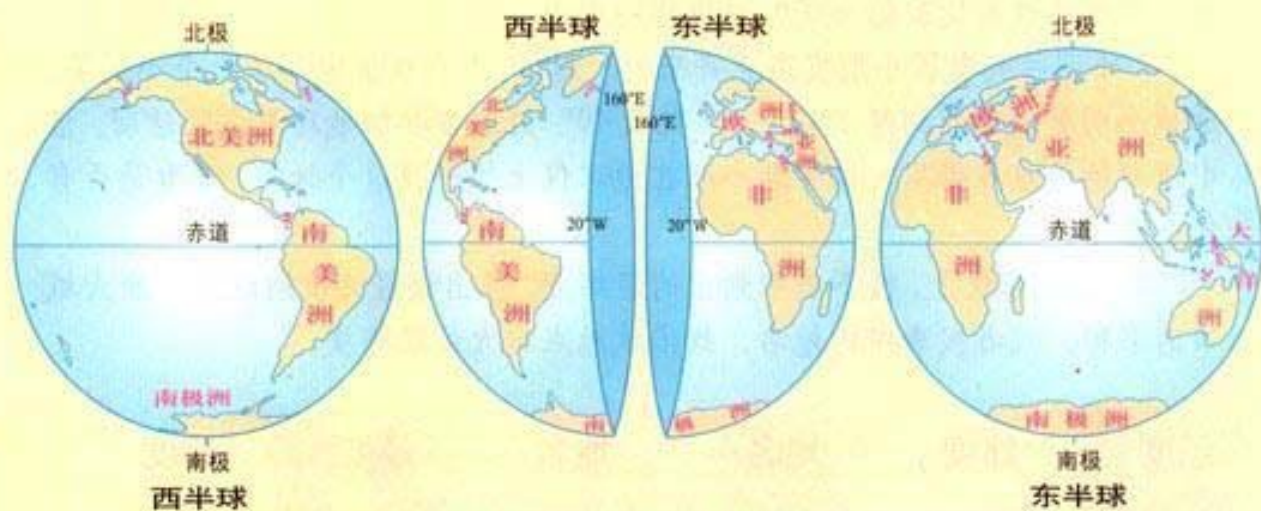 西半球
东半球
北极
北极
160°E
160°E
北美洲
北
美
洲
欧
洲
亚
洲
欧
洲
亚
洲
非
非
赤道
20°W
20°W
赤道
大
洋
洲
南
美
洲
南
美
洲
洲
洲
南极洲
南
洲
南极洲
南极
南极
西半球
东半球